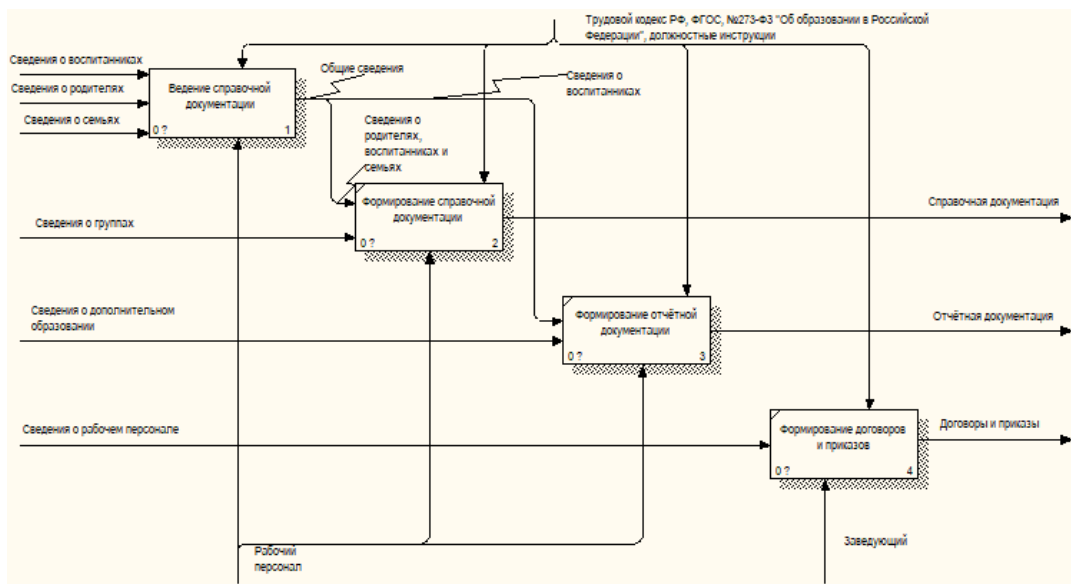 Трудовой кодекс РФ, ФГОС, №273-ФЗ "Об образовании в Российской
Федерации", должностные инструкции
Сведения о воспитанниках
Сведения о родителях
Сведения о семьях
Ведение справочной
документации
0 ?
1
Общие сведения
Сведения о
воспитанниках
Сведения о
родителях,
воспитанниках и
семьях
Формирование справочной
документации
0 ?
2
Справочная документация
Сведения о группах
Сведения о дополнительном
образовании
Формирование отчётной
документации
0 ?
3
Отчётная документация
Сведения о рабочем персонале
Формирование договоров
и приказов
0 ?
4
Договоры и приказы
Рабочий
персонал
Заведующий